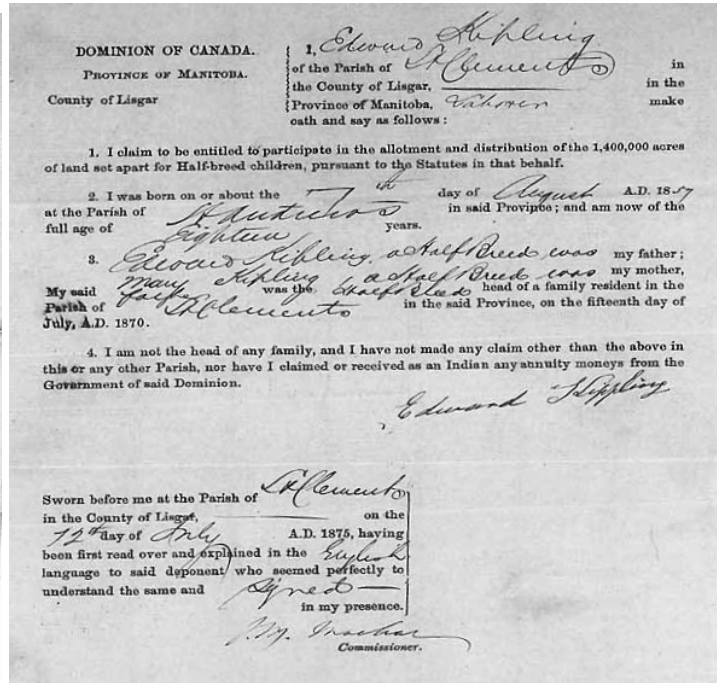 DOMINION OF CANADA.
PROVINCE OF MANITOBA.
County of Lisgar
I, Edward Kipling
of the Parish of St Clements in
the County of Lisgar, in the
Province of Manitoba, Laborer make
oath and say as follows:
1. I claim to be entitled to participate in the allotment and distribution of the 1,400,000 acres
of land set apart for Half-breed children, pursuant to the Statutes in that behalf.
2. I was born on or about the 7th day of August A.D. 1857
at the Parish of St Andrews in said Province; and am now of the
full age of Eighteen years.
3. Edward Kipling, a Half Breed was my father;
Mary Kipling a Half Breed was my mother,
My said father was the Half Breed head of a family resident in the
Parish of St Clements in the said Province, on the fifteenth day of
July, A.D. 1870.
4. I am not the head of any family, and I have not made any claim other than the above in
this or any other Parish, nor have I claimed or received as an Indian any annuity moneys from the
Government of said Dominion.
Edward Kippling
Sworn before me at the Parish of St Clements
in the County of Lisgar, on the
12th day of July A.D. 1875, having
been first read over and explained in the English
language to said deponent, who seemed perfectly to
understand the same and signed
in my presence.
Machar
Commissioner.